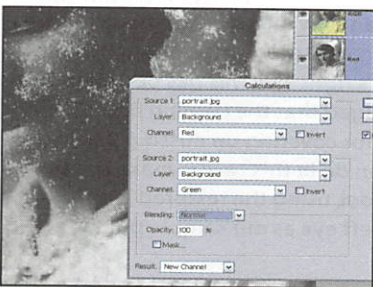 Red
Calculations
Source 1: portrait.jpg
Layer: Background
Channel: Red Invert
Source 2: portrait.jpg
Layer: Background
Channel: Green Invert
Blending: Normal
Opacity: 100 %
Mask...
Result: New Channel